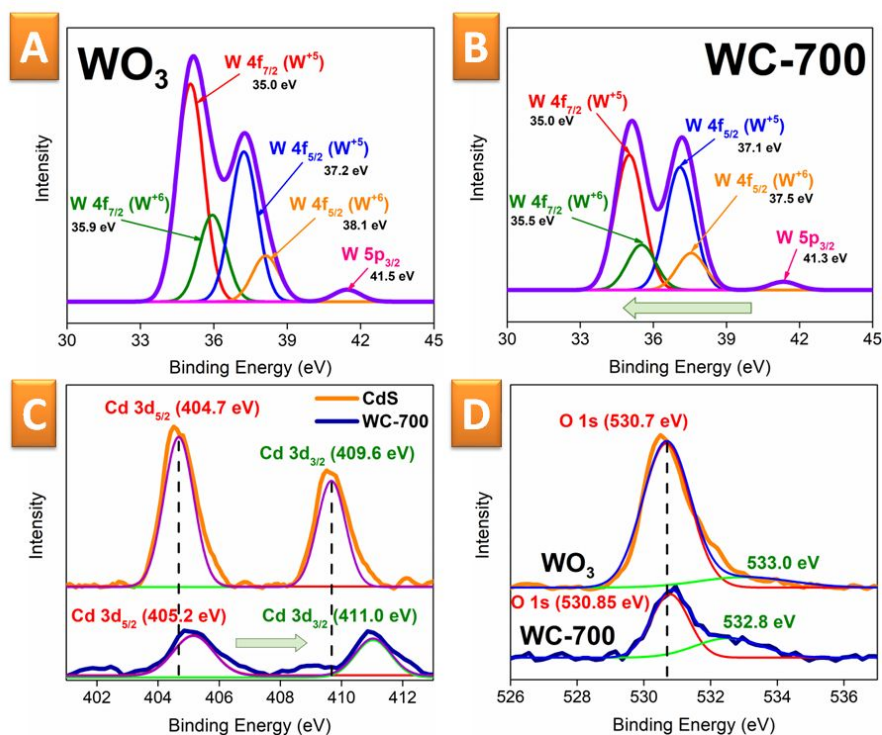 A
WO₃
W 4f₇/₂ (W⁺⁵)
35.0 eV
W 4f₅/₂ (W⁺⁵)
37.2 eV
W 4f₇/₂ (W⁺⁶)
35.9 eV
W 4f₅/₂ (W⁺⁶)
38.1 eV
W 5p₃/₂
41.5 eV
Intensity
30 33 36 39 42 45
Binding Energy (eV)
B
WC-700
W 4f₇/₂ (W⁺⁵)
35.0 eV
W 4f₅/₂ (W⁺⁵)
37.1 eV
W 4f₇/₂ (W⁺⁶)
35.5 eV
W 4f₅/₂ (W⁺⁶)
37.5 eV
W 5p₃/₂
41.3 eV
Intensity
30 33 36 39 42 45
Binding Energy (eV)
C
Cd 3d₅/₂ (404.7 eV)
CdS
WC-700
Cd 3d₃/₂ (409.6 eV)
Cd 3d₅/₂ (405.2 eV)
Cd 3d₃/₂ (411.0 eV)
Intensity
402 404 406 408 410 412
Binding Energy (eV)
D
O 1s (530.7 eV)
WO₃
533.0 eV
O 1s (530.85 eV)
WC-700
532.8 eV
Intensity
526 528 530 532 534 536
Binding Energy (eV)